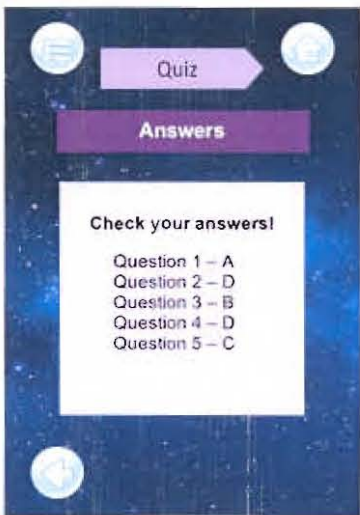 Quiz
Answers
Check your answers!
Question 1 – A
Question 2 – D
Question 3 – B
Question 4 – D
Question 5 – C